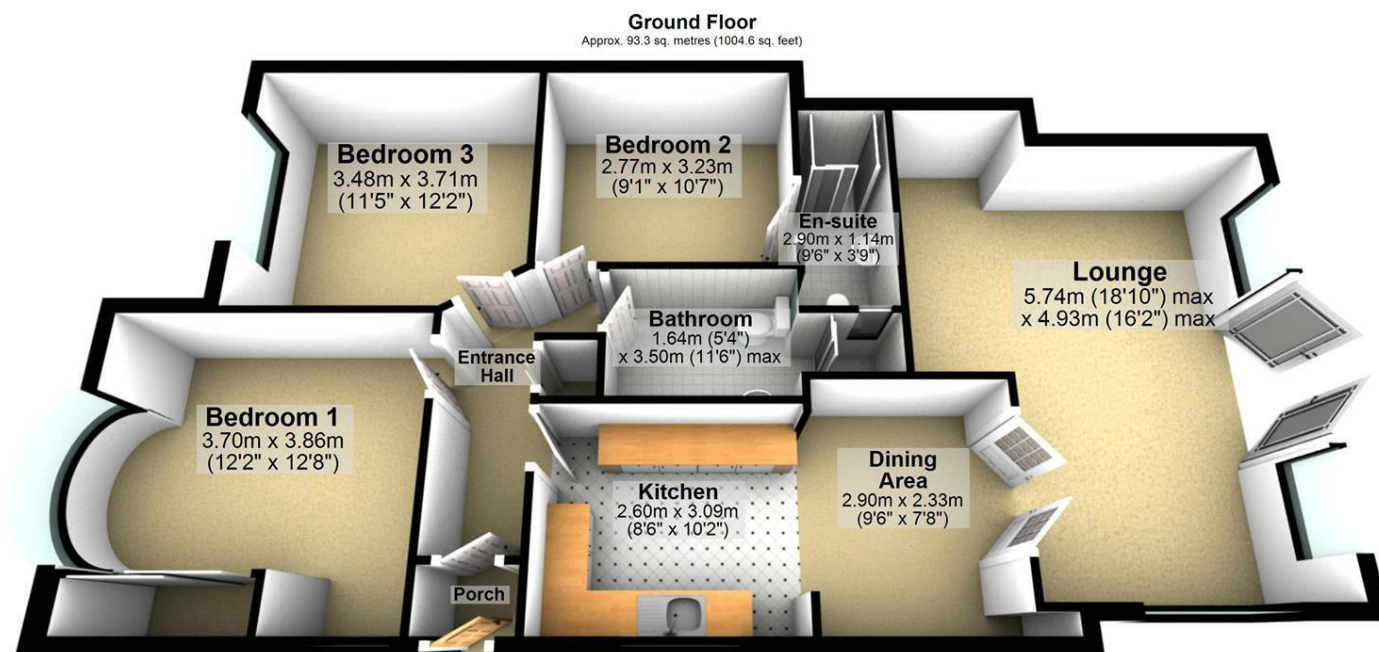 Ground Floor
Approx. 93.3 sq. metres (1004.6 sq. feet)
Bedroom 3
3.48m x 3.71m
(11'5" x 12'2")
Bedroom 2
2.77m x 3.23m
(9'1" x 10'7")
En-suite
2.90m x 1.14m
(9'6" x 3'9")
Lounge
5.74m (18'10") max
x 4.93m (16'2") max
Bathroom
1.64m (5'4")
x 3.50m (11'6") max
Entrance
Hall
Bedroom 1
3.70m x 3.86m
(12'2" x 12'8")
Kitchen
2.60m x 3.09m
(8'6" x 10'2")
Dining
Area
2.90m x 2.33m
(9'6" x 7'8")
Porch